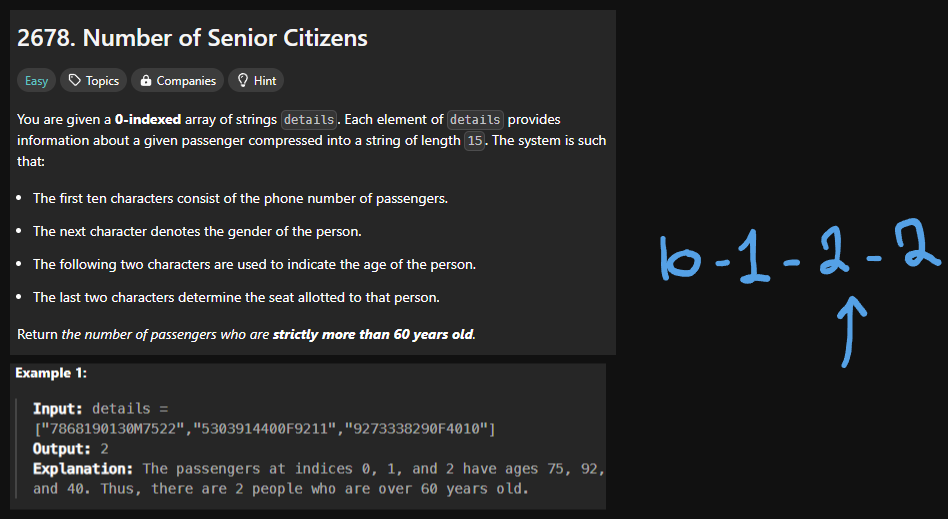 2678. Number of Senior Citizens
Easy Topics Companies Hint
You are given a 0-indexed array of strings details. Each element of details provides
information about a given passenger compressed into a string of length 15. The system is such
that:
• The first ten characters consist of the phone number of passengers.
• The next character denotes the gender of the person.
• The following two characters are used to indicate the age of the person.
• The last two characters determine the seat allotted to that person.
Return the number of passengers who are strictly more than 60 years old.
Example 1:
Input: details =
["7868190130M7522","5303914400F9211","9273338290F4010"]
Output: 2
Explanation: The passengers at indices 0, 1, and 2 have ages 75, 92,
and 40. Thus, there are 2 people who are over 60 years old.
10-1-2-2